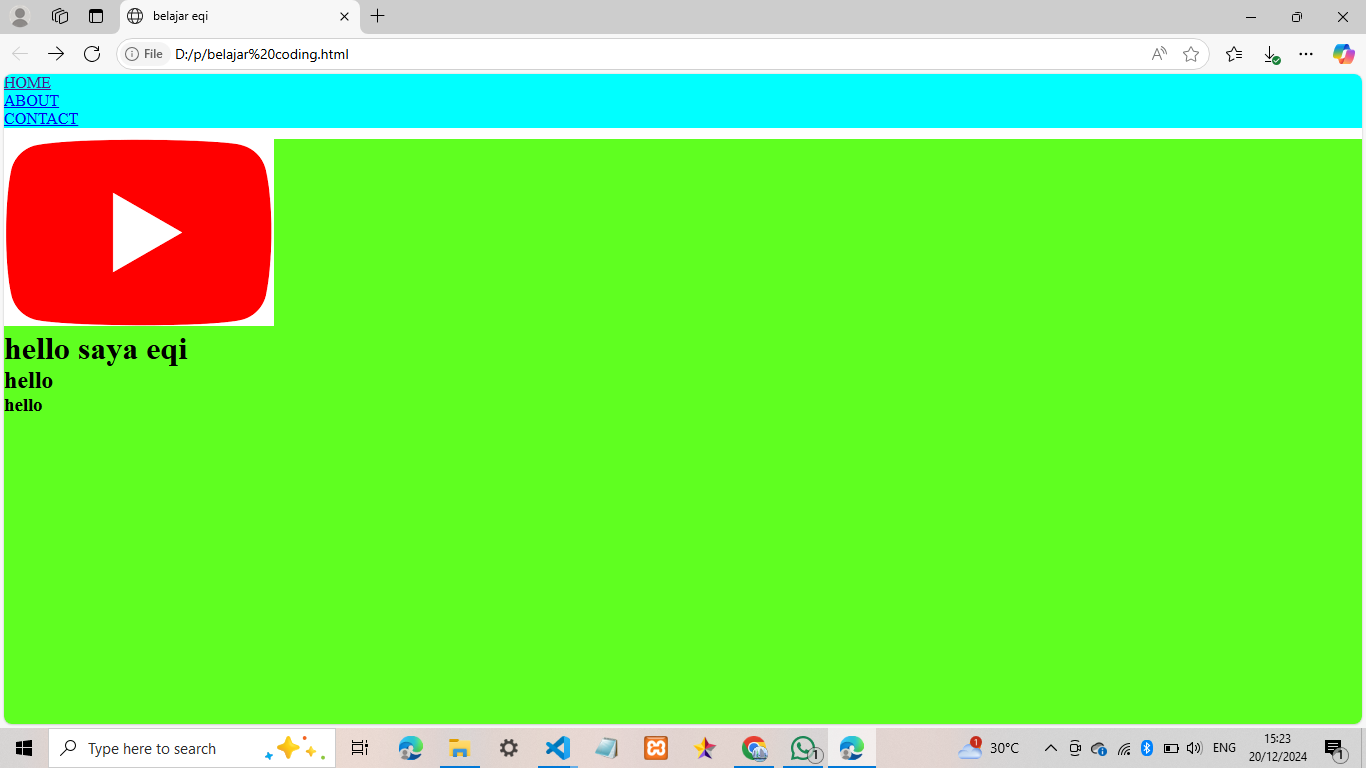 belajar eqi
File
D:/p/belajar%20coding.html
HOME
ABOUT
CONTACT
hello saya eqi
hello
hello
Type here to search
1
1
30°C
ENG
15:23
20/12/2024
1